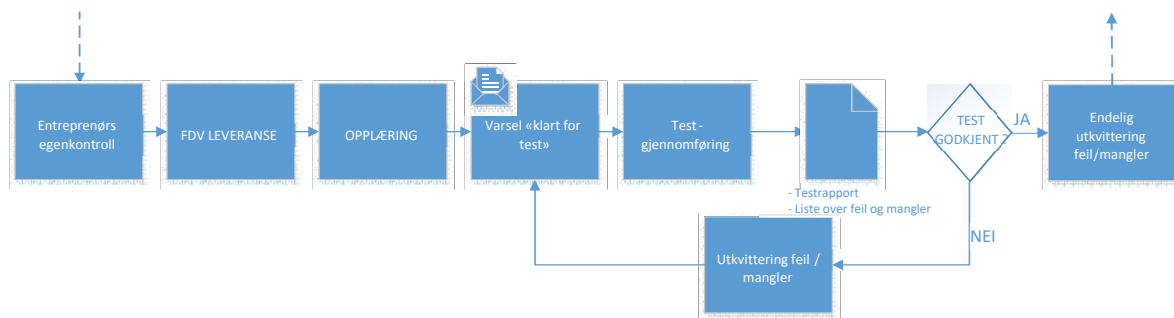 Entreprenørs
egenkontroll
FDV LEVERANSE
OPPLÆRING
Varsel «klart for
test»
Test-
gjennomføring
- Testrapport
- Liste over feil og mangler
TEST
GODKJENT ?
JA
Endelig
utkvittering
feil/mangler
NEI
Utkvittering feil /
mangler